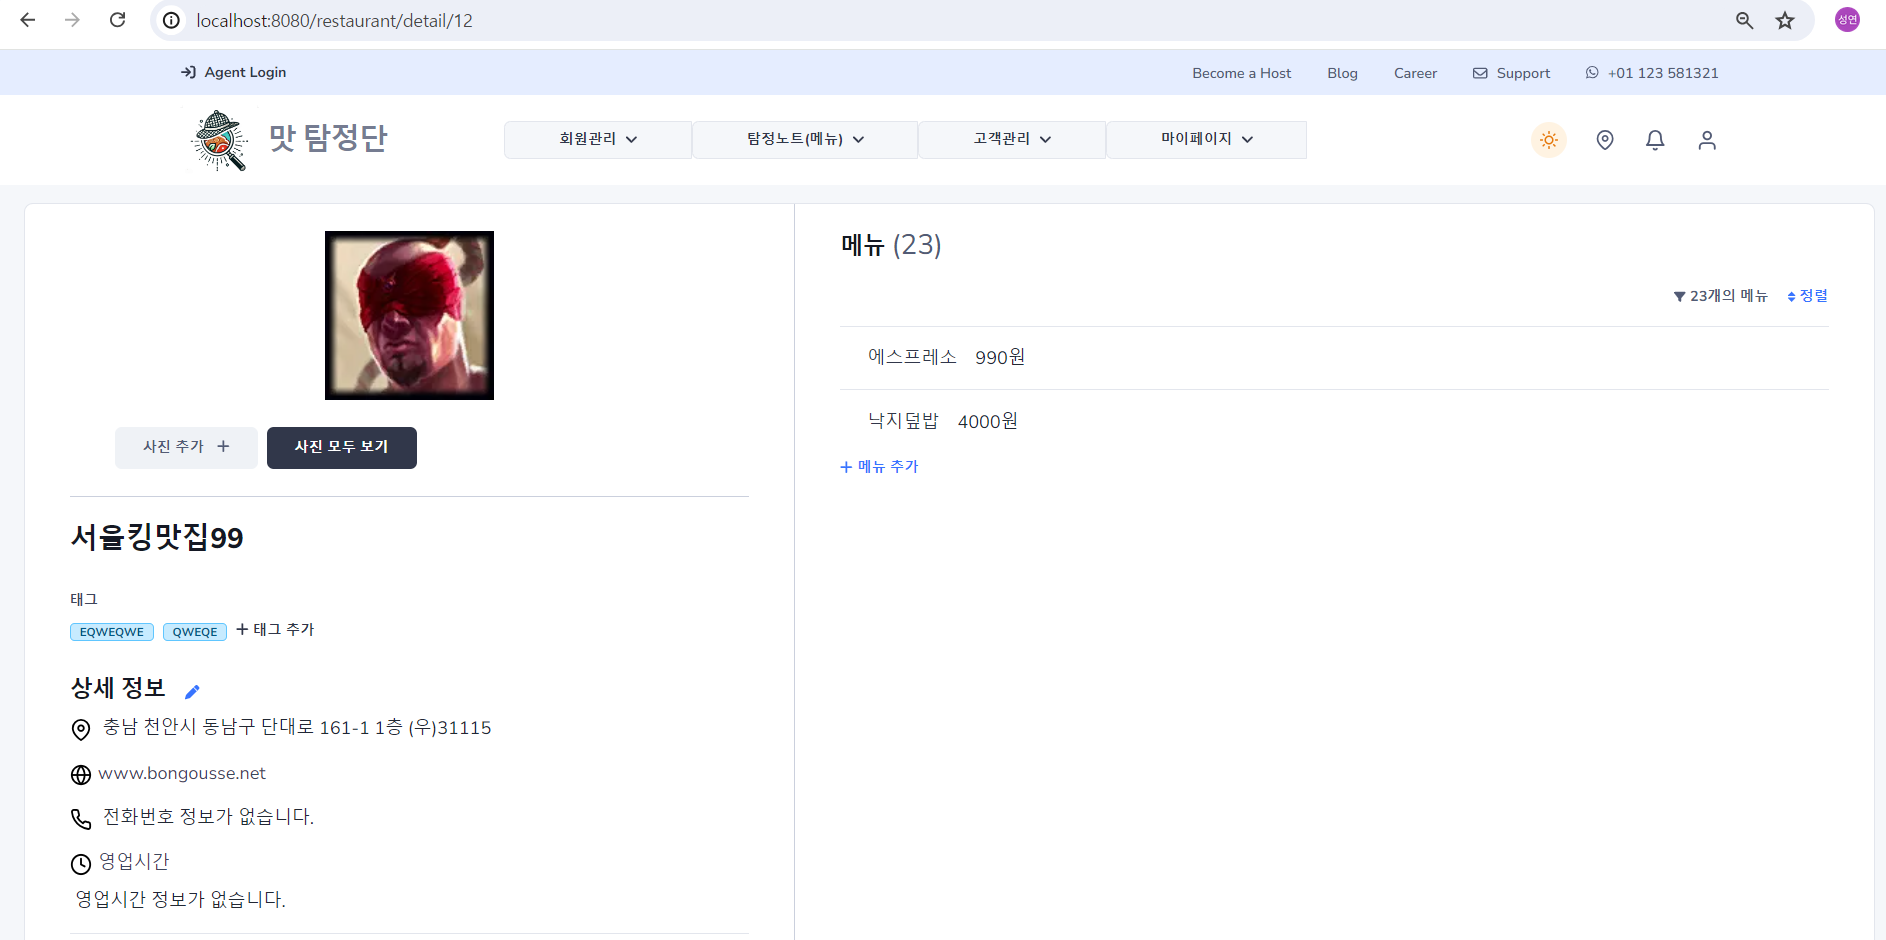 localhost:8080/restaurant/detail/12
성연
Agent Login
Become a Host
Blog
Career
Support
+01 123 581321
맛 탐정단
회원관리
탐정노트(메뉴)
고객관리
마이페이지
사진 추가 +
사진 모두 보기
서울킹맛집99
태그
EQWEQWE QWEQE + 태그 추가
상세 정보
충남 천안시 동남구 단대로 161-1 1층 (우)31115
www.bongousse.net
전화번호 정보가 없습니다.
영업시간
영업시간 정보가 없습니다.
메뉴 (23)
23개의 메뉴 정렬
에스프레소 990원
낙지덮밥 4000원
+ 메뉴 추가